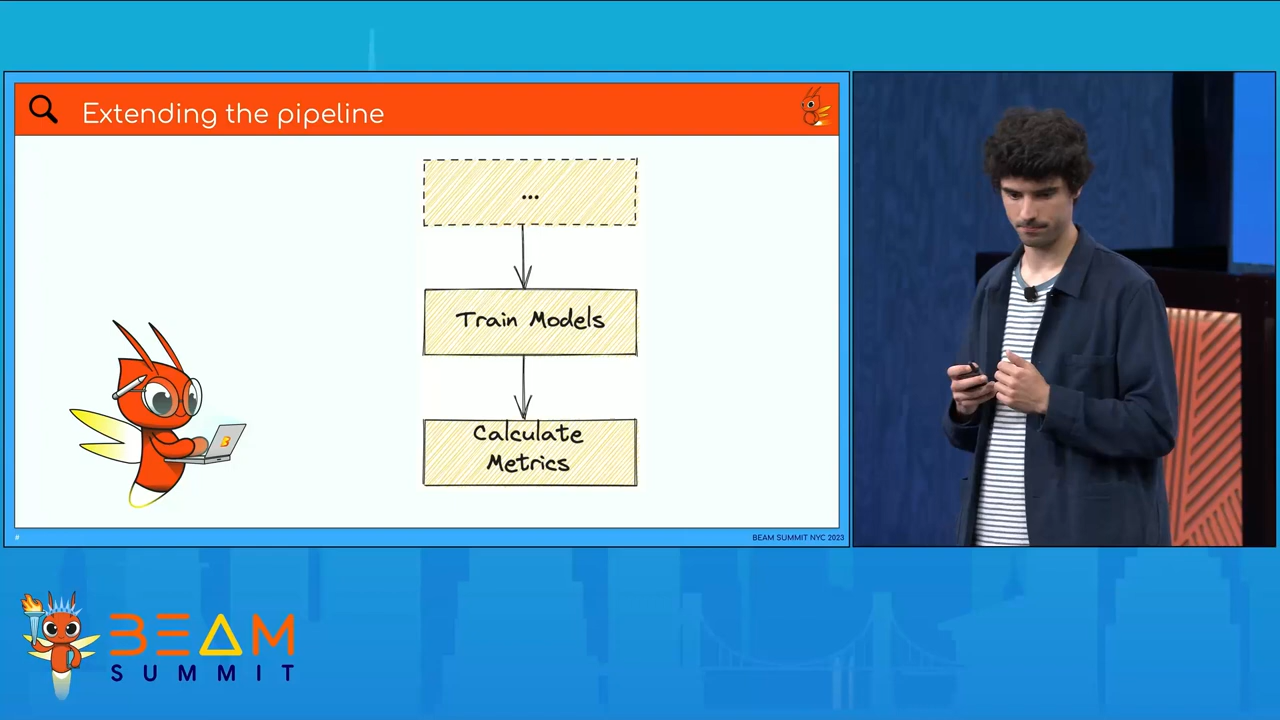 Extending the pipeline
...
Train Models
Calculate
Metrics
#
BEAM SUMMIT NYC 2023
BEAM
SUMMIT